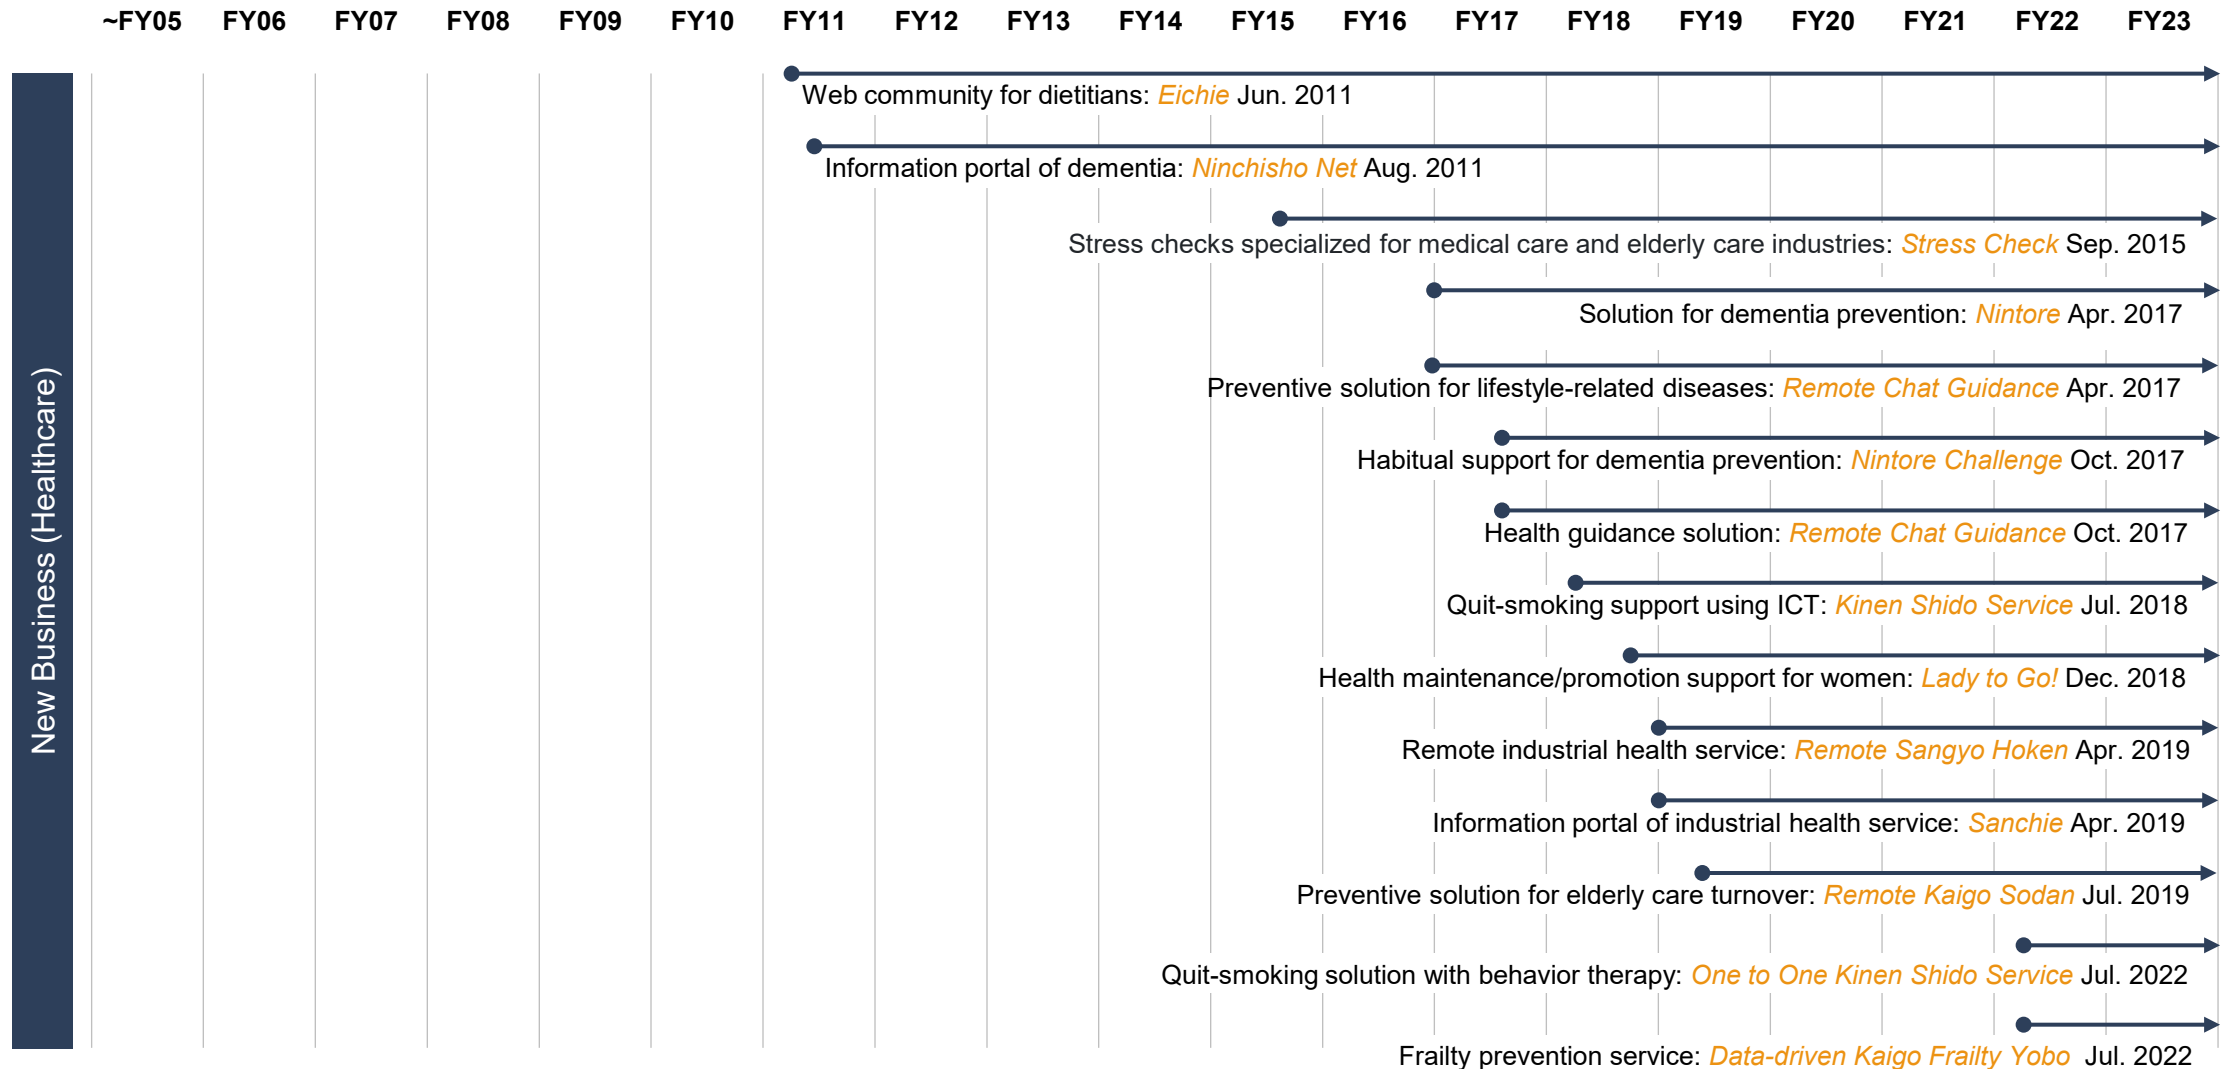 ~FY05 FY06 FY07 FY08 FY09 FY10 FY11 FY12 FY13 FY14 FY15 FY16 FY17 FY18 FY19 FY20 FY21 FY22 FY23
New Business (Healthcare)
Web community for dietitians: Eichie Jun. 2011
Information portal of dementia: Ninchisho Net Aug. 2011
Stress checks specialized for medical care and elderly care industries: Stress Check Sep. 2015
Solution for dementia prevention: Nintore Apr. 2017
Preventive solution for lifestyle-related diseases: Remote Chat Guidance Apr. 2017
Habitual support for dementia prevention: Nintore Challenge Oct. 2017
Health guidance solution: Remote Chat Guidance Oct. 2017
Quit-smoking support using ICT: Kinen Shido Service Jul. 2018
Health maintenance/promotion support for women: Lady to Go! Dec. 2018
Remote industrial health service: Remote Sangyo Hoken Apr. 2019
Information portal of industrial health service: Sanchie Apr. 2019
Preventive solution for elderly care turnover: Remote Kaigo Sodan Jul. 2019
Quit-smoking solution with behavior therapy: One to One Kinen Shido Service Jul. 2022
Frailty prevention service: Data-driven Kaigo Frailty Yobo Jul. 2022